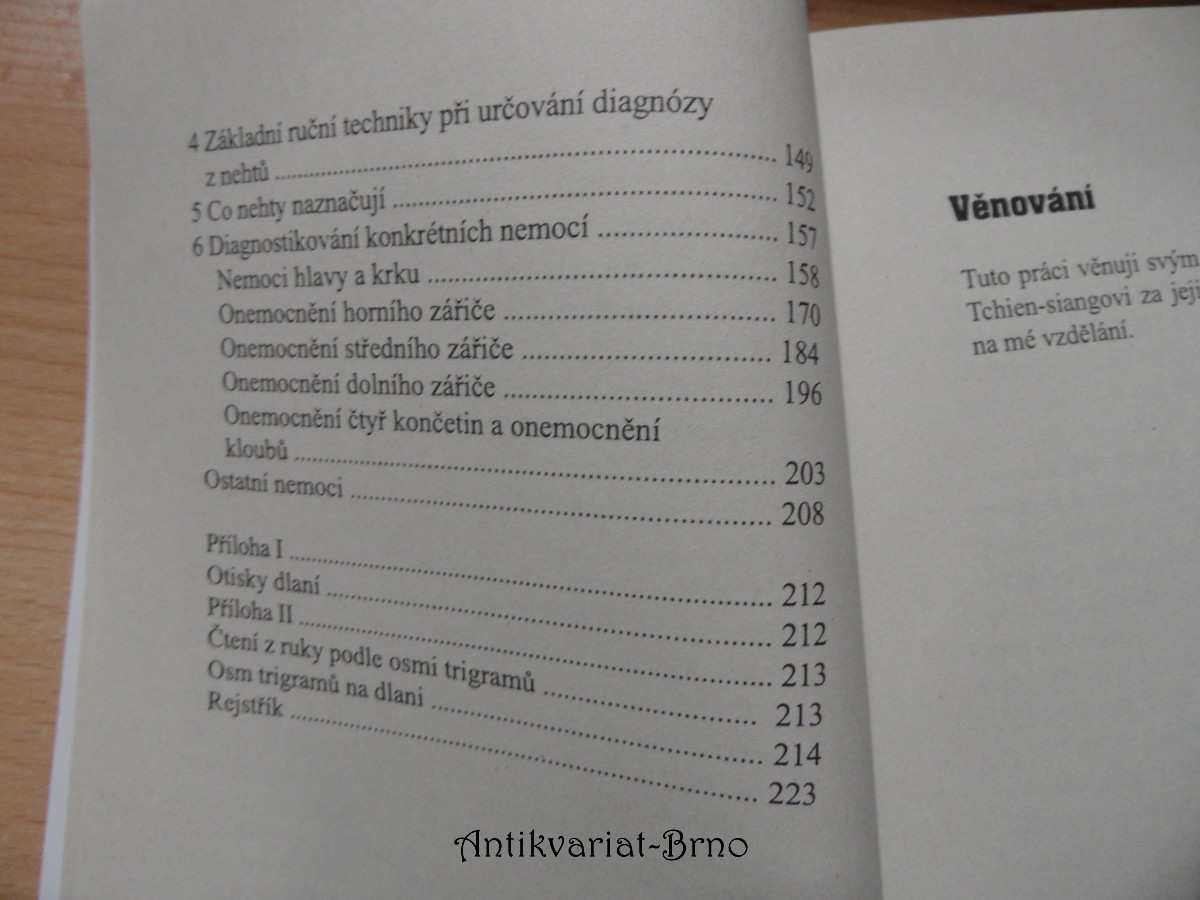 4 Základní ruční techniky při určování diagnózy
z nehtů ........ 149
5 Co nehty naznačují ........ 152
6 Diagnostikování konkrétních nemocí ........ 157
Nemoci hlavy a krku ........ 158
Onemocnění horního zářiče ........ 170
Onemocnění středního zářiče ........ 184
Onemocnění dolního zářiče ........ 196
Onemocnění čtyř končetin a onemocnění
kloubů ........ 203
Ostatní nemoci ........ 208
Příloha I ........ 212
Otisky dlaní ........ 212
Příloha II ........ 213
Čtení z ruky podle osmi trigramů ........ 213
Osm trigramů na dlani ........ 214
Rejstřík ........ 223
Věnování
Tuto práci věnuji svým
Tchien-siangovi za jeji
na mé vzdělání.
Antikvariat-Brno